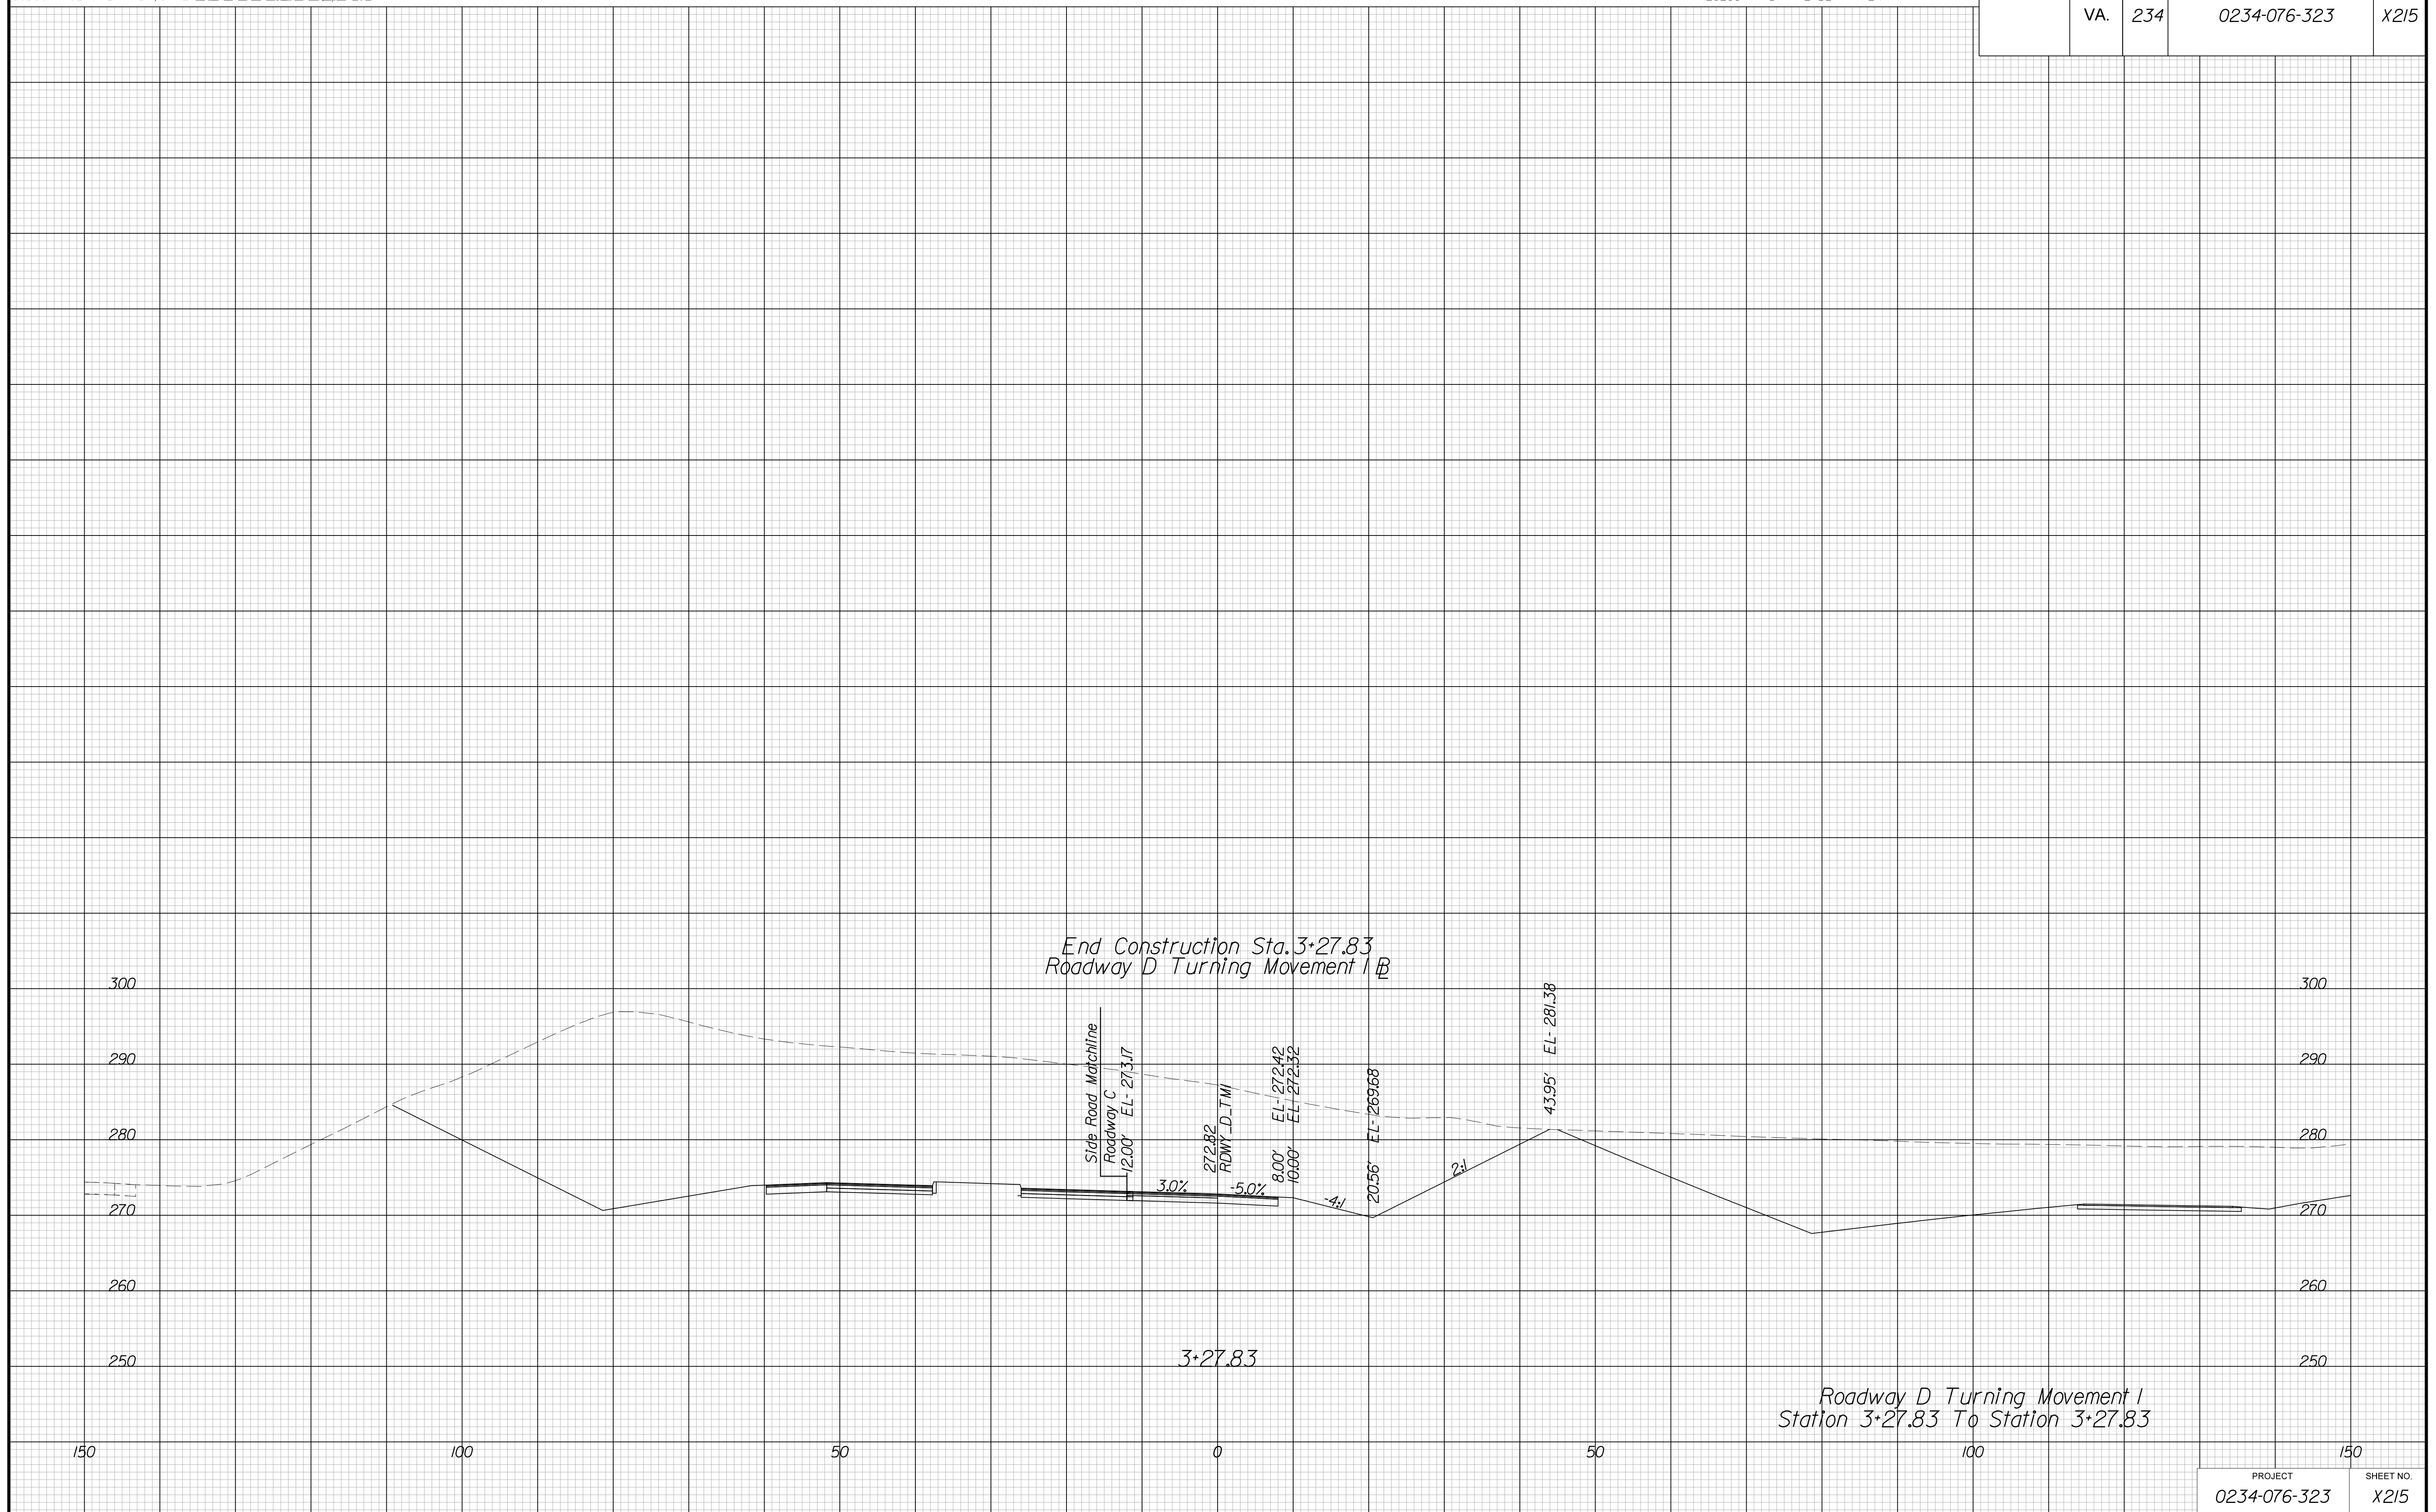 VA. 234 0234-076-323 X215
End Construction Sta. 3+27.83
Roadway D Turning Movement 1 BL
300 300
290 290
280 280
270 270
260 260
250 250
Side Road Matchline
Roadway C
12.00' EL- 273.17
272.82
RDWY_D_TM1
8.00' EL- 272.42
10.00' EL- 272.32
20.56' EL- 269.68
43.95' EL- 281.38
3.0% -5.0% -4:1 2:1
3+27.83
Roadway D Turning Movement 1
Station 3+27.83 To Station 3+27.83
150 100 50 0 50 100 150
PROJECT SHEET NO.
0234-076-323 X215